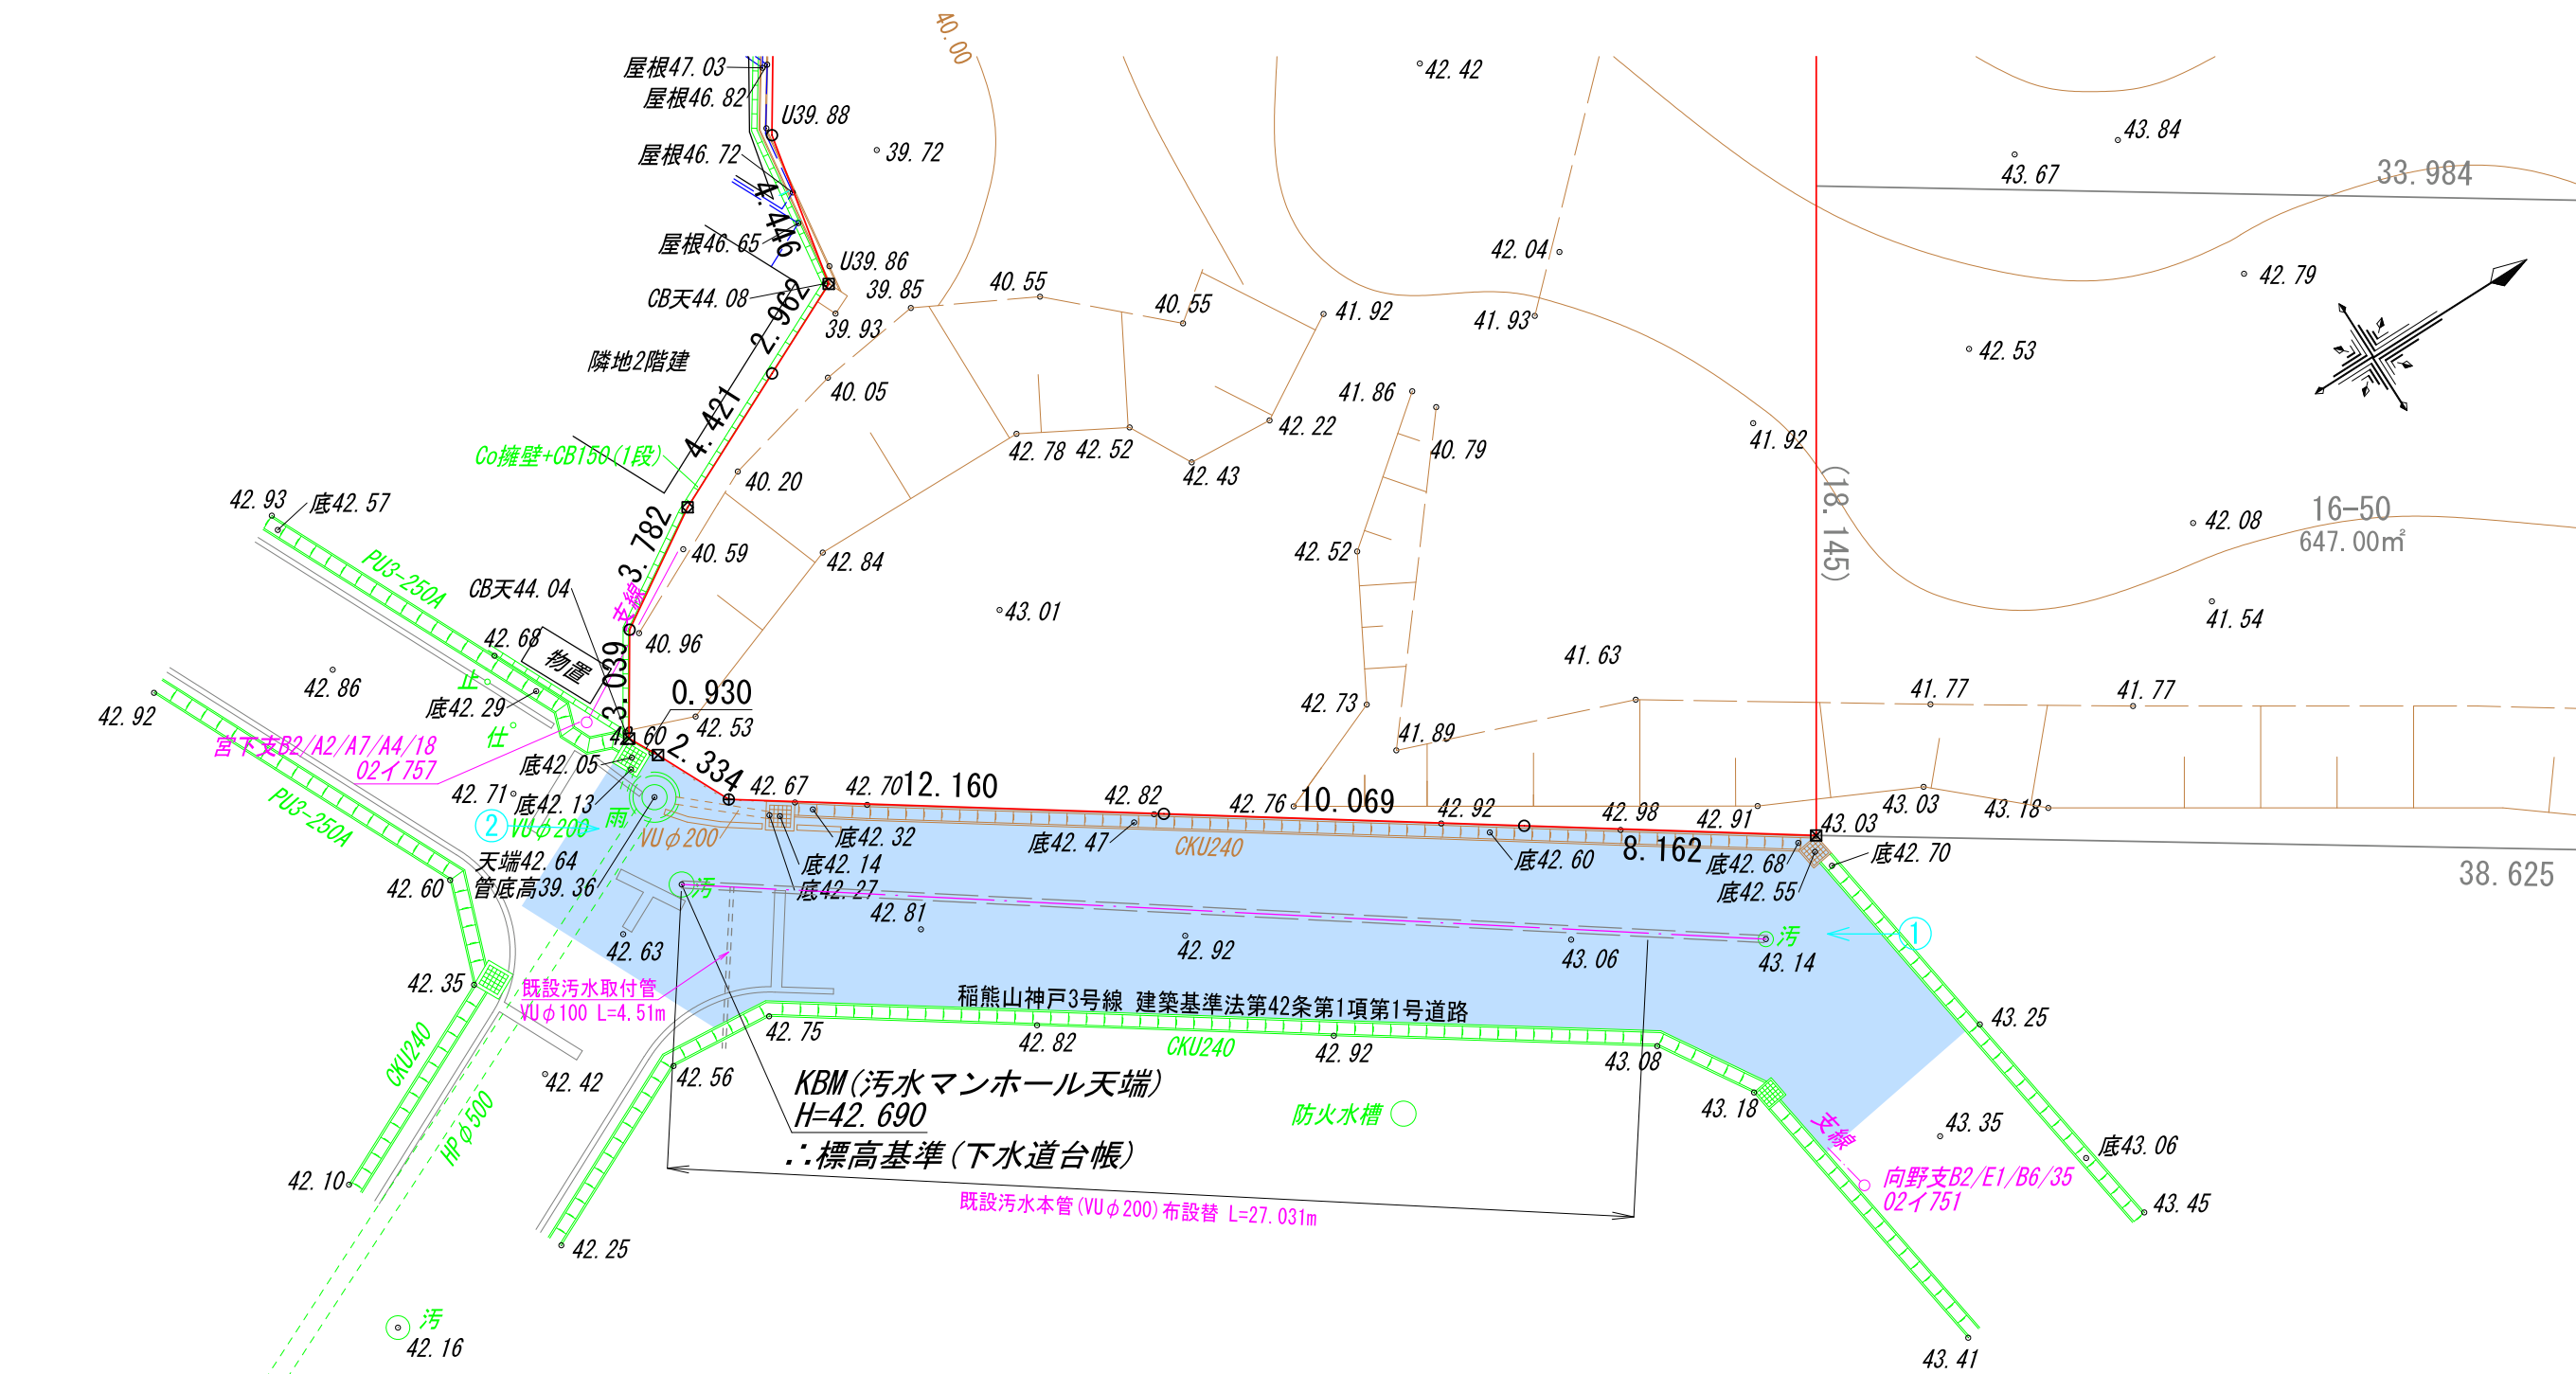 40.00
屋根47.03
屋根46.82
U39.88
42.42
43.84
屋根46.72
39.72
43.67
33.984
4.446
屋根46.65
U39.86
42.04
42.79
CB天44.08
39.85
40.55
40.55
41.92
41.93
39.93
2.962
42.53
隣地2階建
40.05
41.86
4.421
42.22
40.79
41.92
Co擁壁+CB150(1段)
42.78
42.52
42.43
40.20
(18.145)
42.93
底42.57
16-50
42.08
647.00㎡
3.782
40.59
42.84
42.52
PU3-250A
CB天44.04
支線
43.01
41.54
42.68
物置
40.96
3.039
41.63
42.86
止
0.930
41.77
41.77
42.92
底42.29
42.53
42.73
仕
42.60
41.89
宮下支B2/A2/A7/A4/18
02イ757
底42.05
2.334
42.67
42.70
12.160
42.82
42.76
10.069
42.92
42.98
42.91
43.03
43.18
42.71
底42.13
雨
②
VUφ200
VUφ200
PU3-250A
底42.32
底42.47
CKU240
底42.60
8.162
43.03
底42.68
底42.70
天端42.64
管底高39.36
底42.14
底42.27
底42.55
38.625
42.60
汚
42.81
42.63
42.92
43.06
汚
43.14
①
42.35
既設汚水取付管
VUφ100 L=4.51m
稲熊山神戸3号線 建築基準法第42条第1項第1号道路
42.75
42.82
CKU240
42.92
43.08
43.25
CKU240
42.42
42.56
KBM(汚水マンホール天端)
H=42.690
∴標高基準(下水道台帳)
防火水槽
43.18
支線
43.35
底43.06
HPφ500
42.10
向野支B2/E1/B6/35
02イ751
既設汚水本管(VUφ200)布設替 L=27.031m
43.45
42.25
汚
42.16
43.41